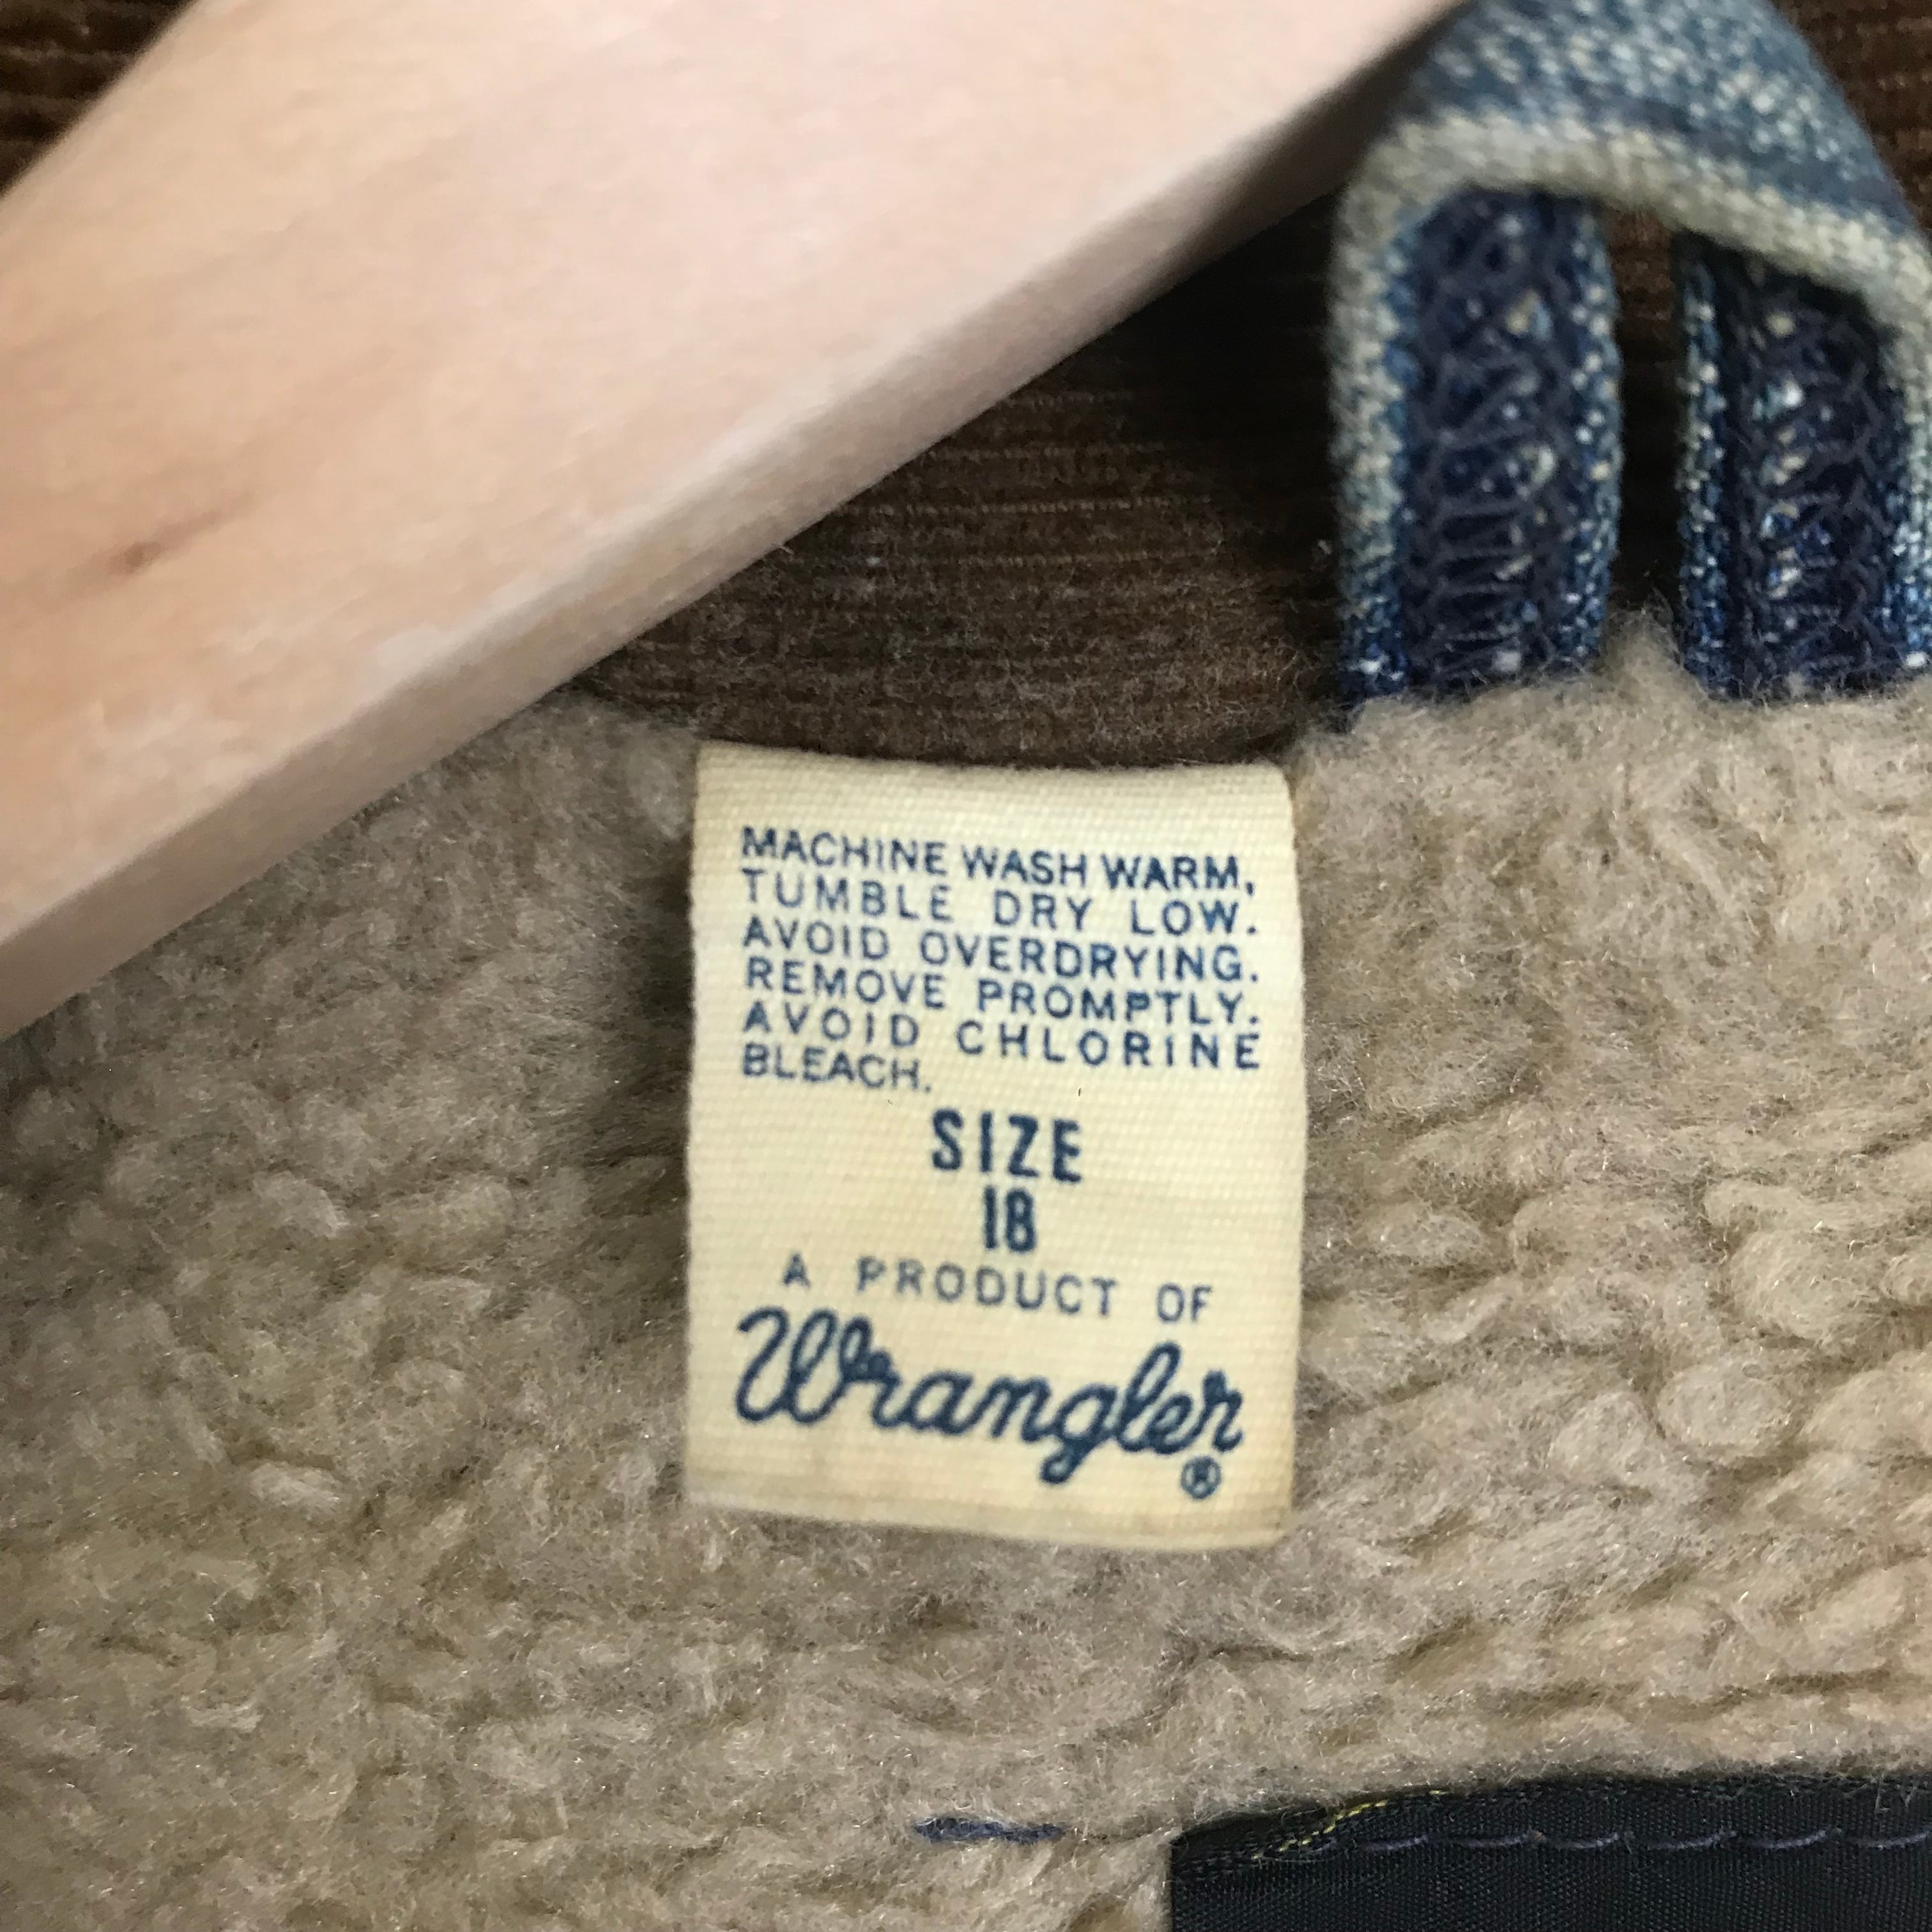 MACHINE WASH WARM,
TUMBLE DRY LOW.
AVOID OVERDRYING.
REMOVE PROMPTLY.
AVOID CHLORINE
BLEACH.
SIZE
18
A PRODUCT OF
Wrangler
®